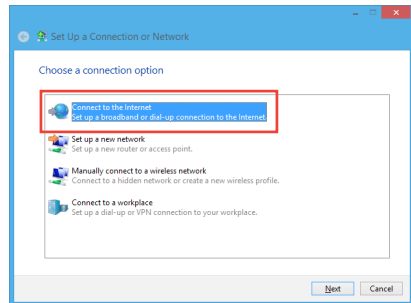 Set Up a Connection or Network
Choose a connection option
Connect to the Internet
Set up a broadband or dial-up connection to the Internet.
Set up a new network
Set up a new router or access point.
Manually connect to a wireless network
Connect to a hidden network or create a new wireless profile.
Connect to a workplace
Set up a dial-up or VPN connection to your workplace.
Next Cancel